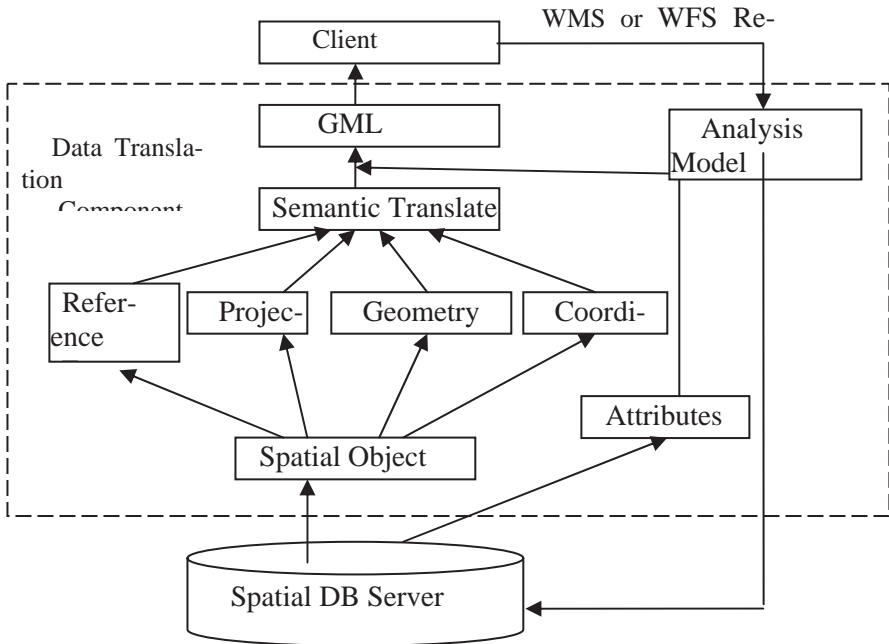 WMS or WFS Re-
Client
GML
Analysis
Model
Data Transla-
tion
Component
Semantic Translate
Refer-
ence
Projec-
Geometry
Coordi-
Attributes
Spatial Object
Spatial DB Server